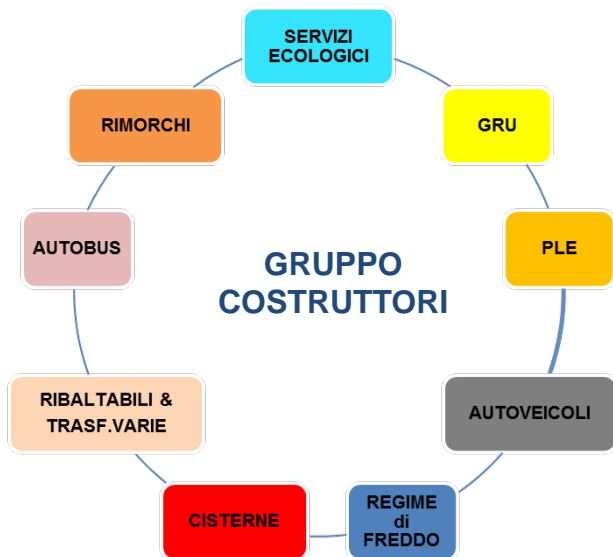 SERVIZI
ECOLOGICI
GRU
PLE
AUTOVEICOLI
REGIME
di
FREDDO
CISTERNE
RIBALTABILI &
TRASF.VARIE
AUTOBUS
RIMORCHI
GRUPPO
COSTRUTTORI